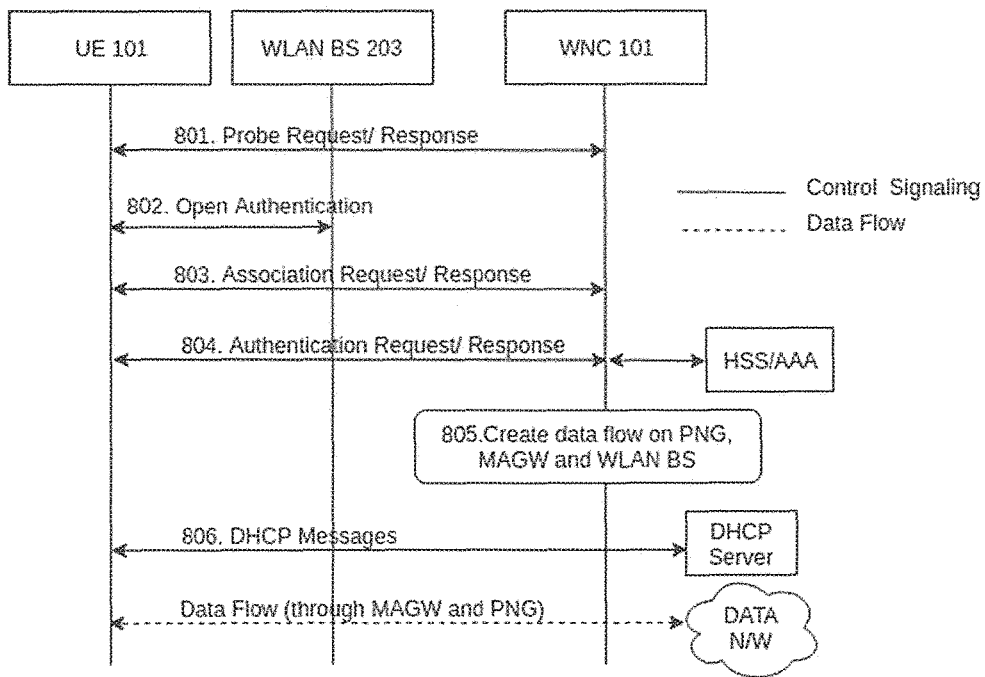 UE 101
WLAN BS 203
WNC 101
801. Probe Request/ Response
Control Signaling
802. Open Authentication
Data Flow
803. Association Request/ Response
804. Authentication Request/ Response
HSS/AAA
805.Create data flow on PNG,
MAGW and WLAN BS
806. DHCP Messages
DHCP
Server
Data Flow (through MAGW and PNG)
DATA
N/W